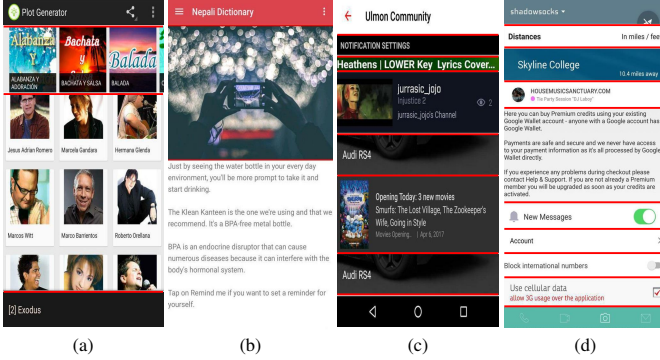 Plot Generator
Alabanza
Y
Bachata
y
Salsa
Balada
ALABANZA Y
ADORACIÓN
BACHATA Y SALSA
BALADA
Jesus Adrian Romero
Marcela Gandara
Hermana Glenda
Marcos Witt
Marco Barrientos
Roberto Orellana
[2] Exodus
(a)
Nepali Dictionary
Just by seeing the water bottle in your every day
environment, you'll be more prompt to take it and
start drinking.
The Klean Kanteen is the one we're using and that we
recommend. It's a BPA-free metal bottle.
BPA is an endocrine disruptor that can cause
numerous diseases because it can interfere with the
body's hormonal system.
Tap on Remind me if you want to set a reminder for
yourself.
(b)
Ulmon Community
NOTIFICATION SETTINGS
Heathens | LOWER Key Lyrics Cover...
jurrasic_jojo
Injustice 2
2
jurrasic_jojo's Channel
Audi RS4
Opening Today: 3 new movies
Smurfs: The Lost Village, The Zookeeper's
Wife, Going in Style
Movies Opening.. | Apr 6, 2017
Audi RS4
(c)
shadowsocks
Distances
In miles / fee
Skyline College
10.4 miles away
HOUSEMUSICSANCTUARY.COM
Tie Party Session "DJ Laboy"
Here you can buy Premium credits using your existing
Google Wallet account - anyone with a Google account has
Google Wallet.
Payments are safe and secure and we never have access
to your payment information as it's all processed by Google
Wallet directly.
If you experience any problems during checkout please
contact Help & Support. If you are not already a Premium
member you will be upgraded as soon as your credits are
activated.
New Messages
Account
Block international numbers
Use cellular data
allow 3G usage over the application
(d)